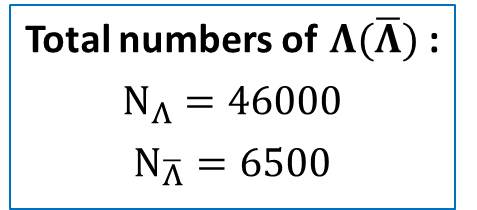 Total numbers of Λ(Λ̅) :
N_Λ = 46000
N_Λ̅ = 6500